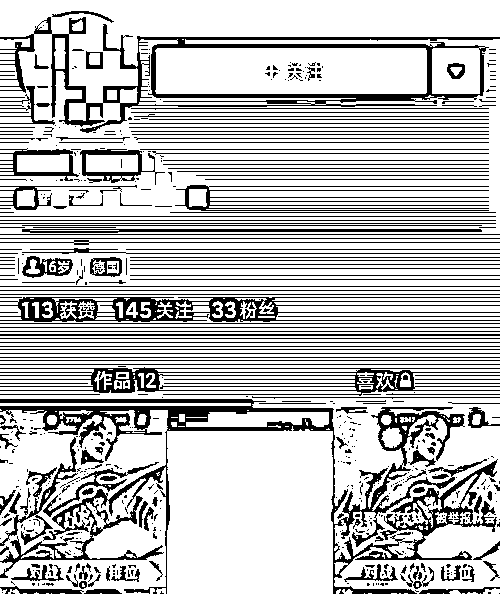 + 关注
16岁 德国
113 获赞 145 关注 33 粉丝
作品 12 喜欢
对战 排位 对战 排位